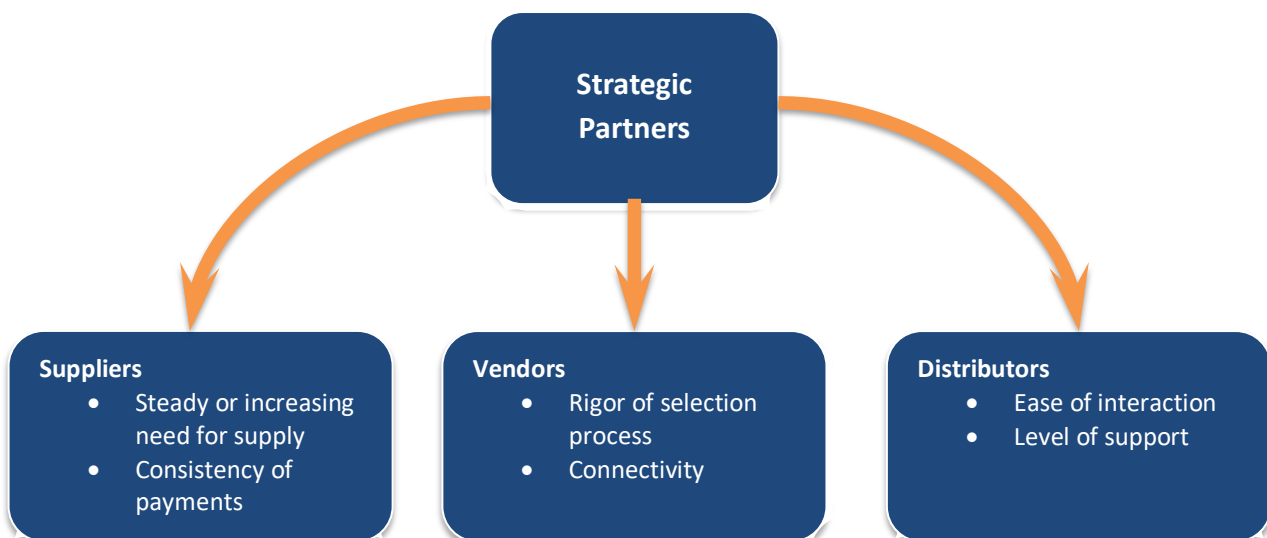 Strategic
Partners
Suppliers
• Steady or increasing
need for supply
• Consistency of
payments
Vendors
• Rigor of selection
process
• Connectivity
Distributors
• Ease of interaction
• Level of support